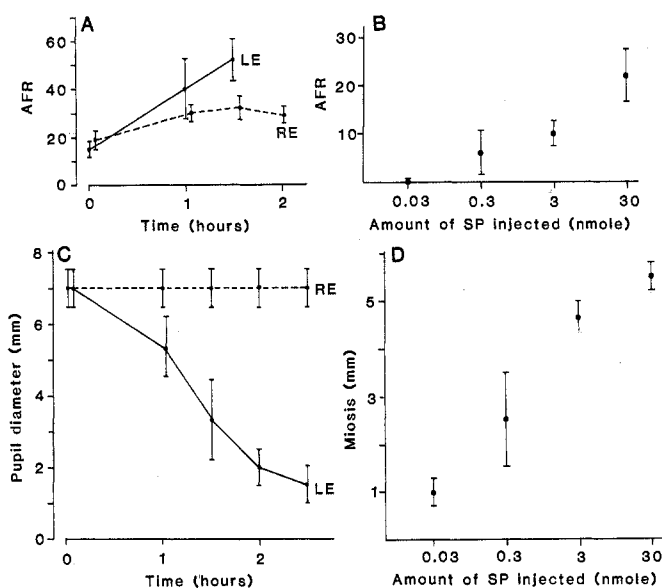 A
AFR
60
40
20
0
LE
RE
0
1
2
Time (hours)
B
AFR
30
20
10
0.03
0.3
3
30
Amount of SP injected (nmole)
C
Pupil diameter (mm)
8
6
4
2
0
RE
LE
0
1
2
Time (hours)
D
Miosis (mm)
5
3
1
0.03
0.3
3
30
Amount of SP injected (nmole)